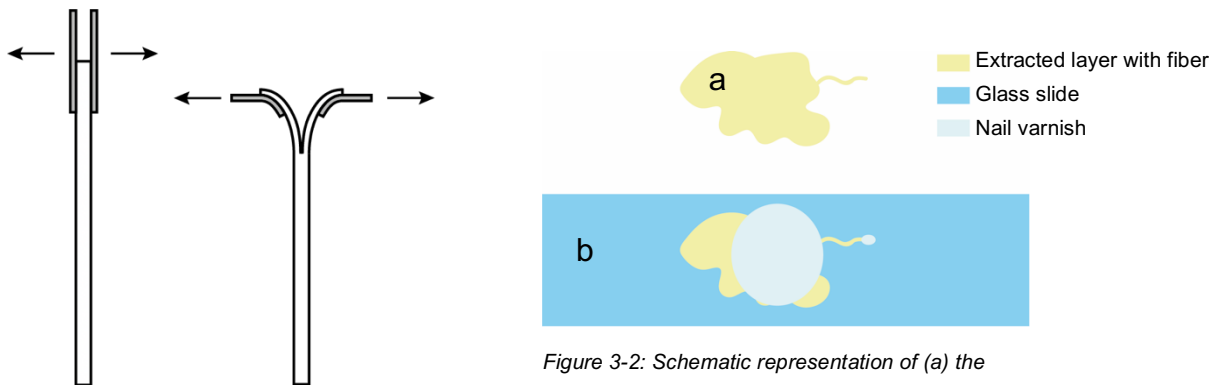 a
Extracted layer with fiber
Glass slide
Nail varnish
b
Figure 3-2: Schematic representation of (a) the